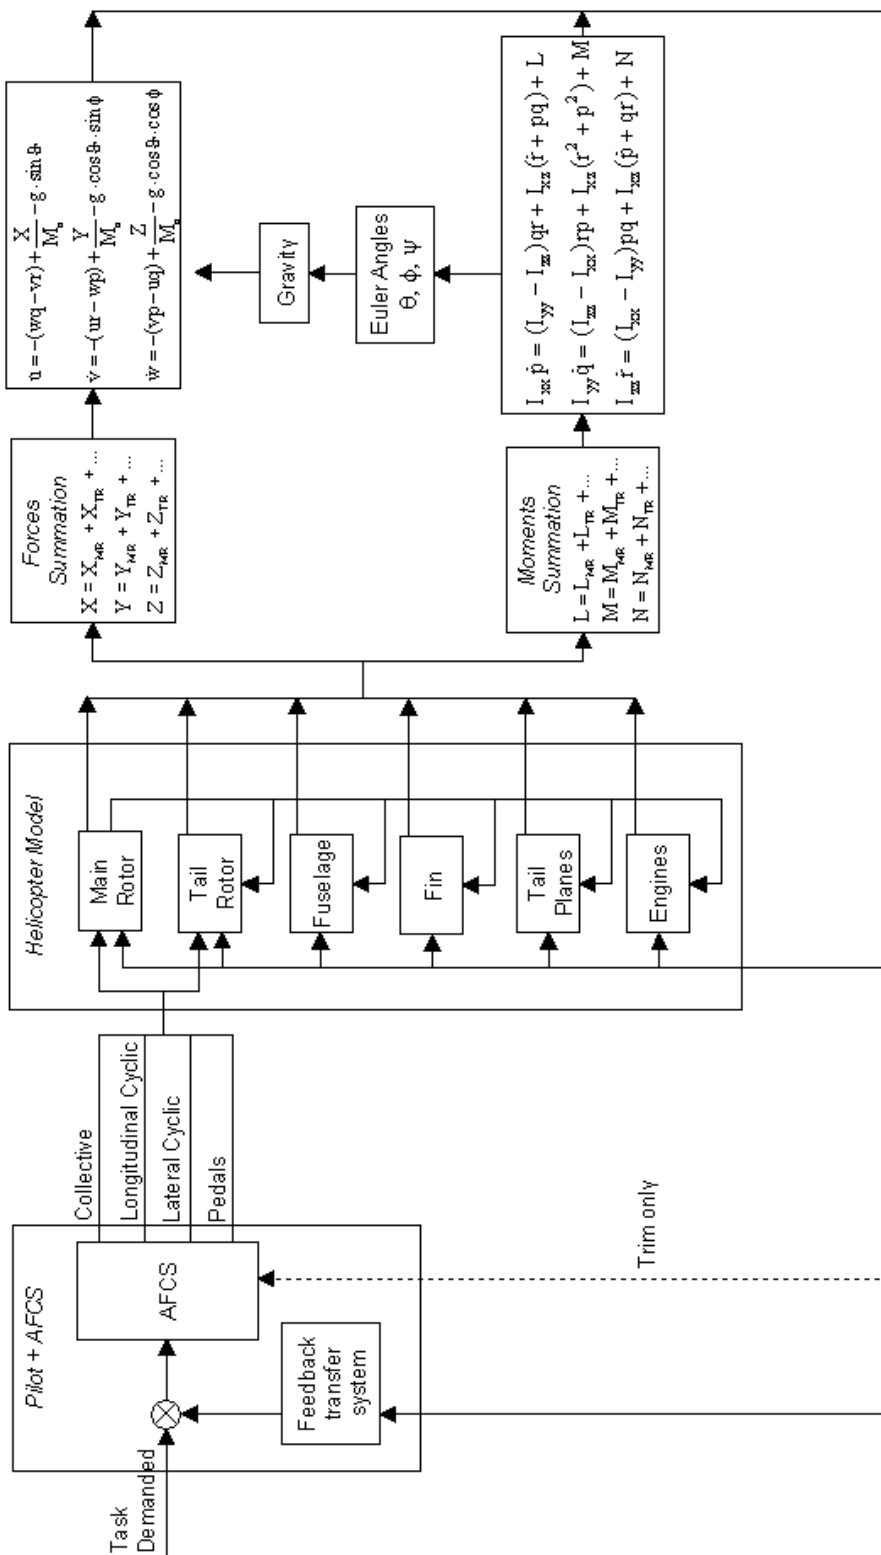 Task
Demanded
Pilot + AFCS
AFCS
Feedback
transfer
system
Collective
Longitudinal Cyclic
Lateral Cyclic
Pedals
Trim only
Helicopter Model
Main
Rotor
Tail
Rotor
Fuselage
Fin
Tail
Planes
Engines
Forces
Summation
X = X_MR + X_TR + ...
Y = Y_MR + Y_TR + ...
Z = Z_MR + Z_TR + ...
Moments
Summation
L = L_MR + L_TR + ...
M = M_MR + M_TR + ...
N = N_MR + N_TR + ...
u̇ = −(wq − vr) + X/M_a − g·sinϑ
v̇ = −(ur − wp) + Y/M_a − g·cosϑ·sinϕ
ẇ = −(vp − uq) + Z/M_a − g·cosϑ·cosϕ
Gravity
Euler Angles
θ, ϕ, ψ
I_xx ṗ = (I_yy − I_zz)qr + I_xz(ṙ + pq) + L
I_yy q̇ = (I_zz − I_xx)rp + I_xz(r² + p²) + M
I_zz ṙ = (I_xx − I_yy)pq + I_xz(ṗ + qr) + N